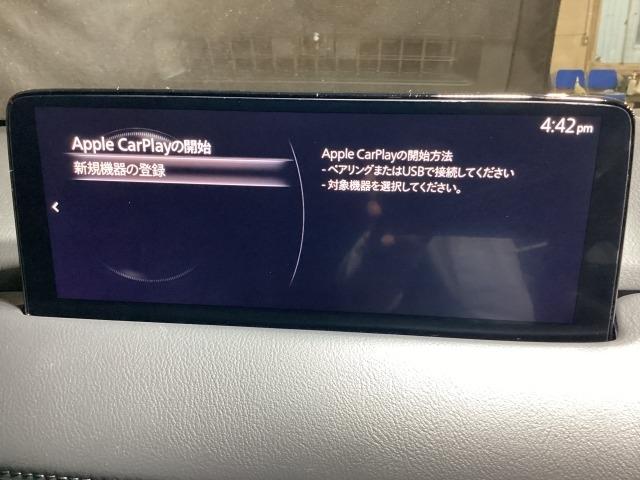 4:42pm
Apple CarPlayの開始
新規機器の登録
Apple CarPlayの開始方法
- ペアリングまたはUSBで接続してください
- 対象機器を選択してください。